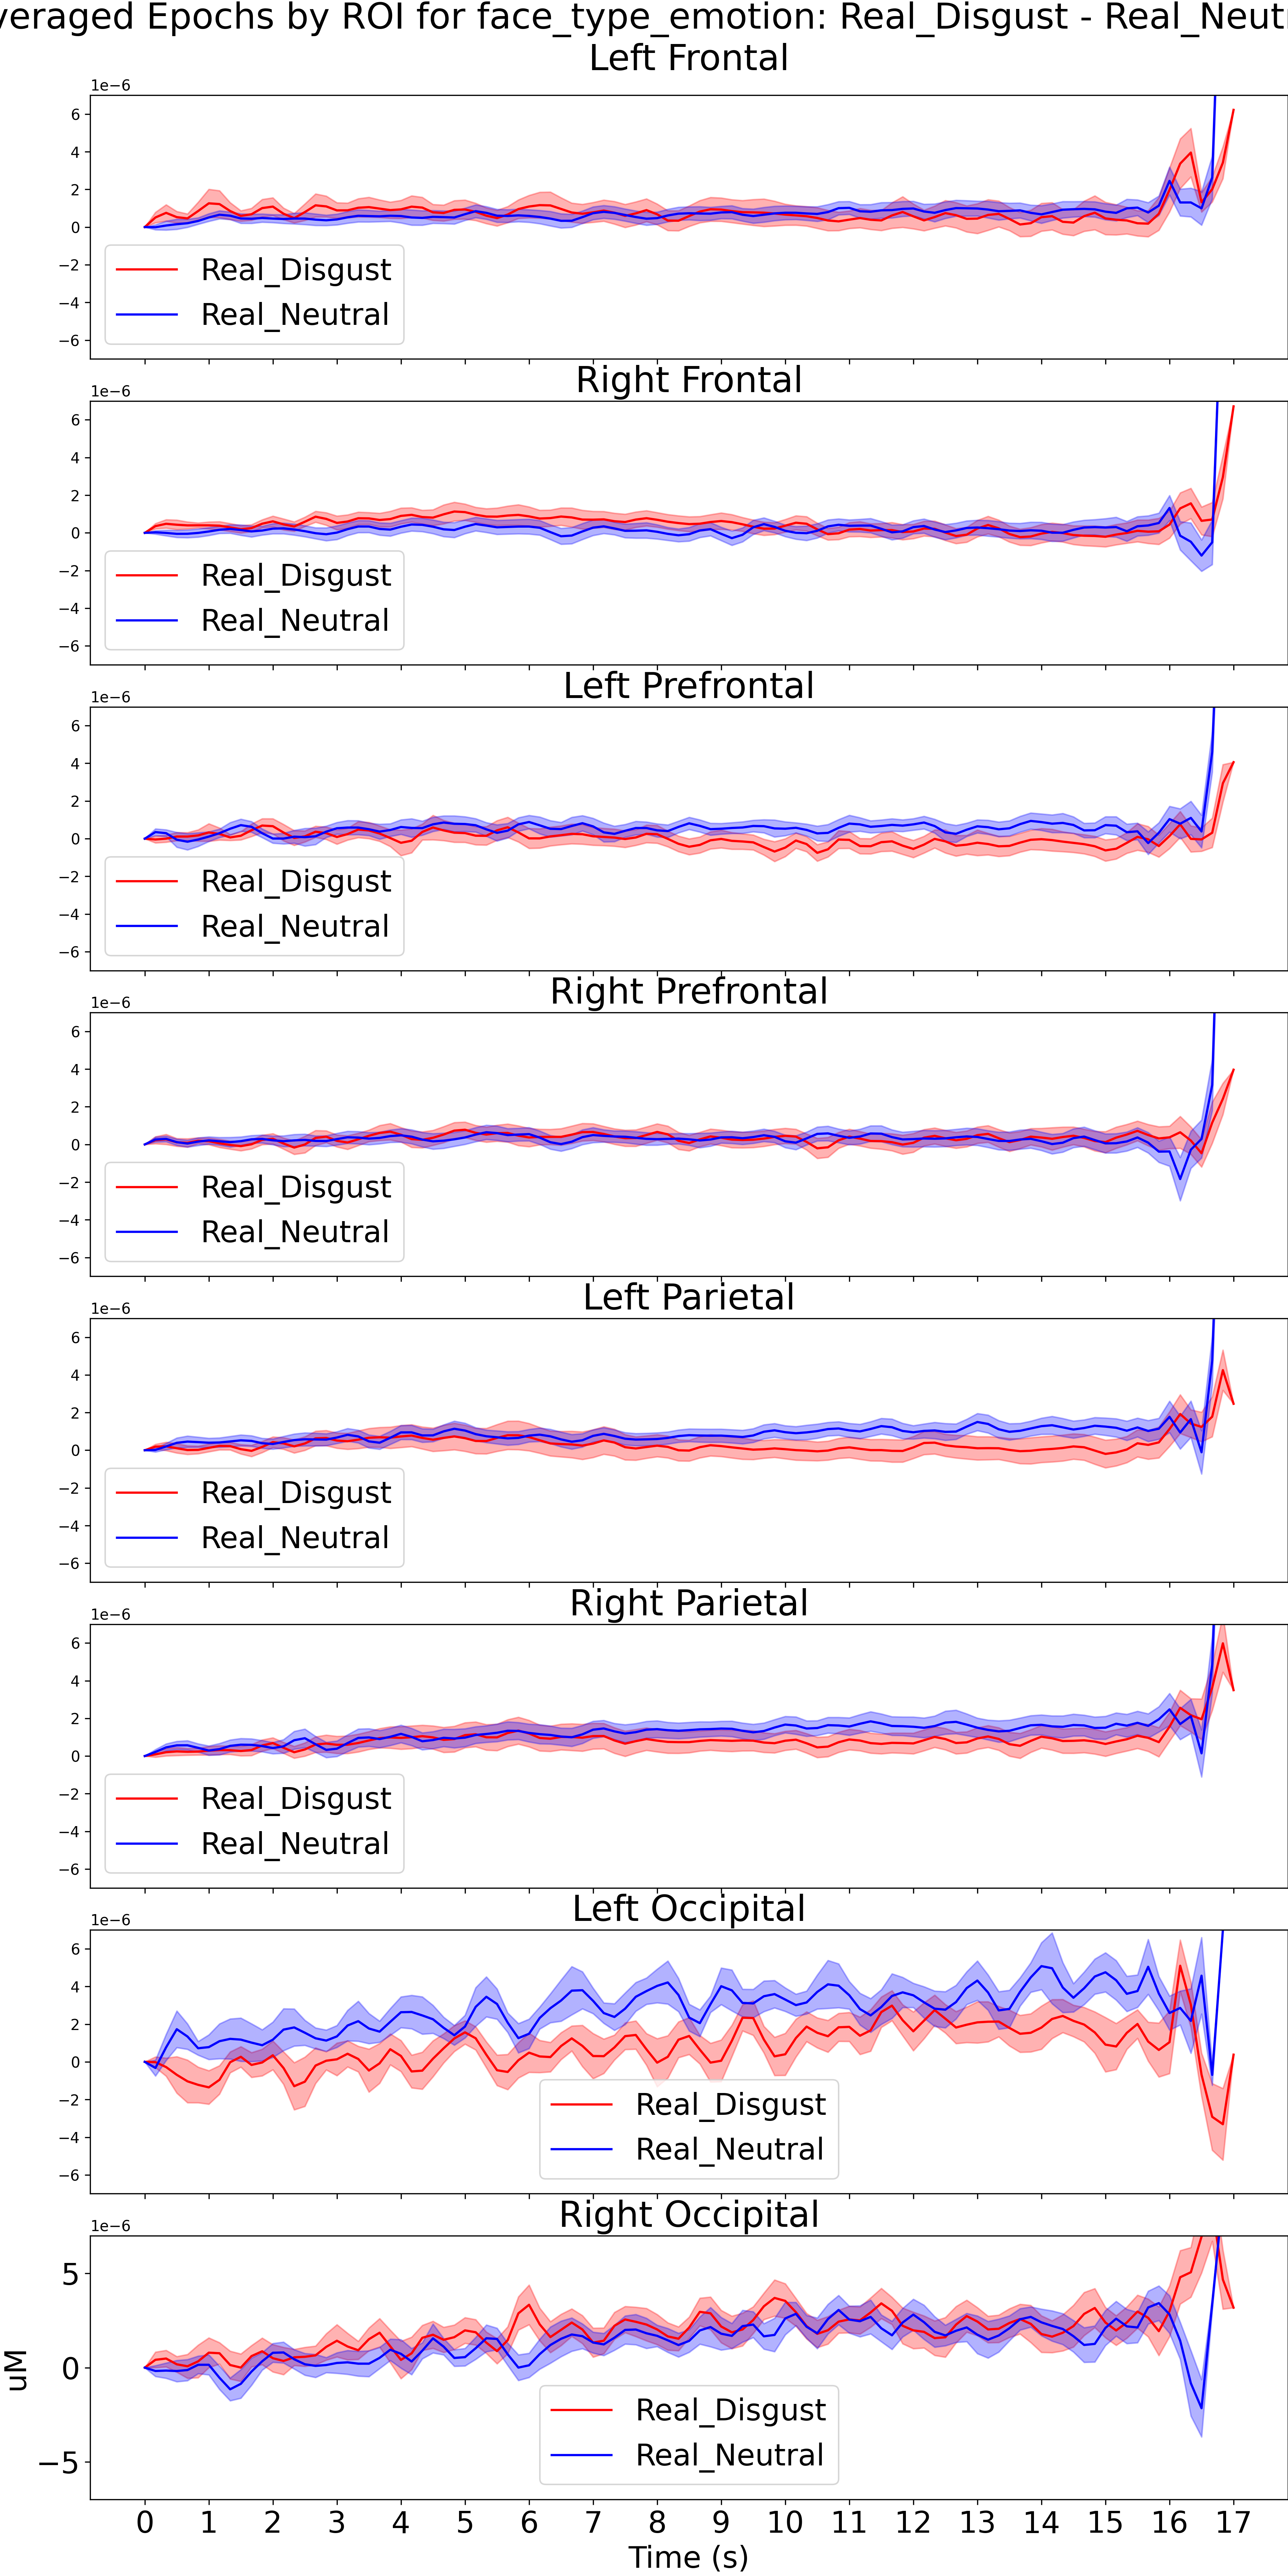 veraged Epochs by ROI for face_type_emotion: Real_Disgust - Real_Neut
Left Frontal
1e−6
6
4
2
0
−2
−4
−6
Real_Disgust
Real_Neutral
Right Frontal
1e−6
6
4
2
0
−2
−4
−6
Real_Disgust
Real_Neutral
Left Prefrontal
1e−6
6
4
2
0
−2
−4
−6
Real_Disgust
Real_Neutral
Right Prefrontal
1e−6
6
4
2
0
−2
−4
−6
Real_Disgust
Real_Neutral
Left Parietal
1e−6
6
4
2
0
−2
−4
−6
Real_Disgust
Real_Neutral
Right Parietal
1e−6
6
4
2
0
−2
−4
−6
Real_Disgust
Real_Neutral
Left Occipital
1e−6
6
4
2
0
−2
−4
−6
Real_Disgust
Real_Neutral
Right Occipital
1e−6
5
0
−5
uM
Real_Disgust
Real_Neutral
0 1 2 3 4 5 6 7 8 9 10 11 12 13 14 15 16 17
Time (s)